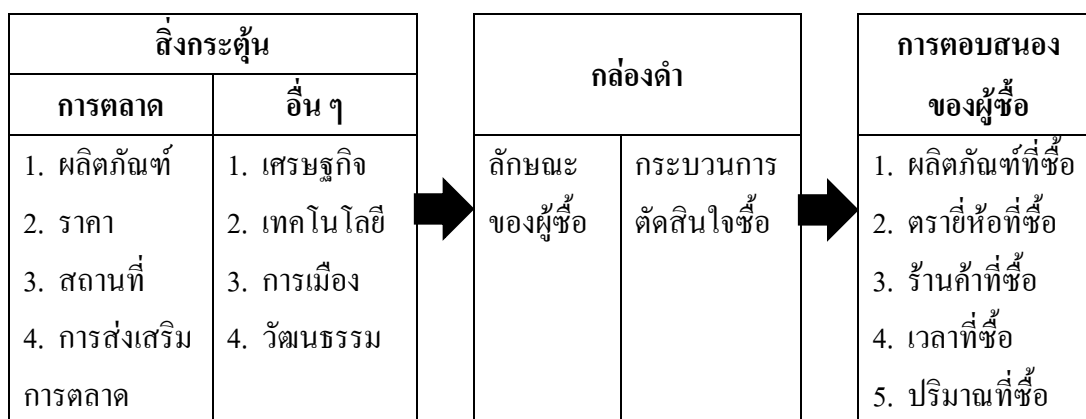 สิ่งกระตุ้น
การตลาด
อื่น ๆ
1. ผลิตภัณฑ์
2. ราคา
3. สถานที่
4. การส่งเสริม
การตลาด
1. เศรษฐกิจ
2. เทคโนโลยี
3. การเมือง
4. วัฒนธรรม
กล่องดำ
ลักษณะ
ของผู้ซื้อ
กระบวนการ
ตัดสินใจซื้อ
การตอบสนอง
ของผู้ซื้อ
1. ผลิตภัณฑ์ที่ซื้อ
2. ตรายี่ห้อที่ซื้อ
3. ร้านค้าที่ซื้อ
4. เวลาที่ซื้อ
5. ปริมาณที่ซื้อ